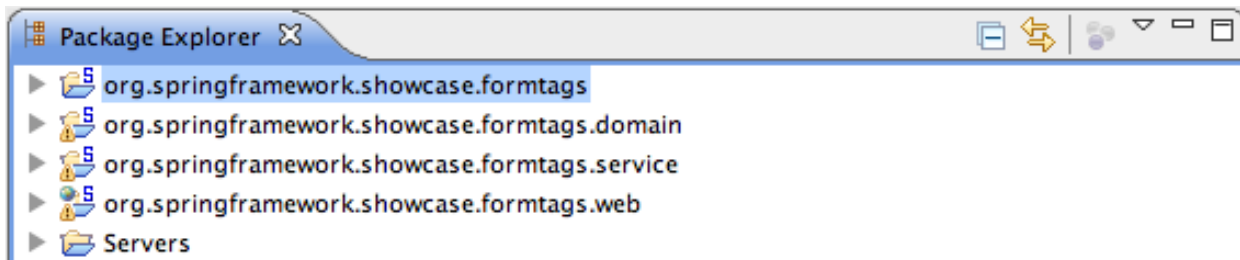 Package Explorer
org.springframework.showcase.formtags
org.springframework.showcase.formtags.domain
org.springframework.showcase.formtags.service
org.springframework.showcase.formtags.web
Servers